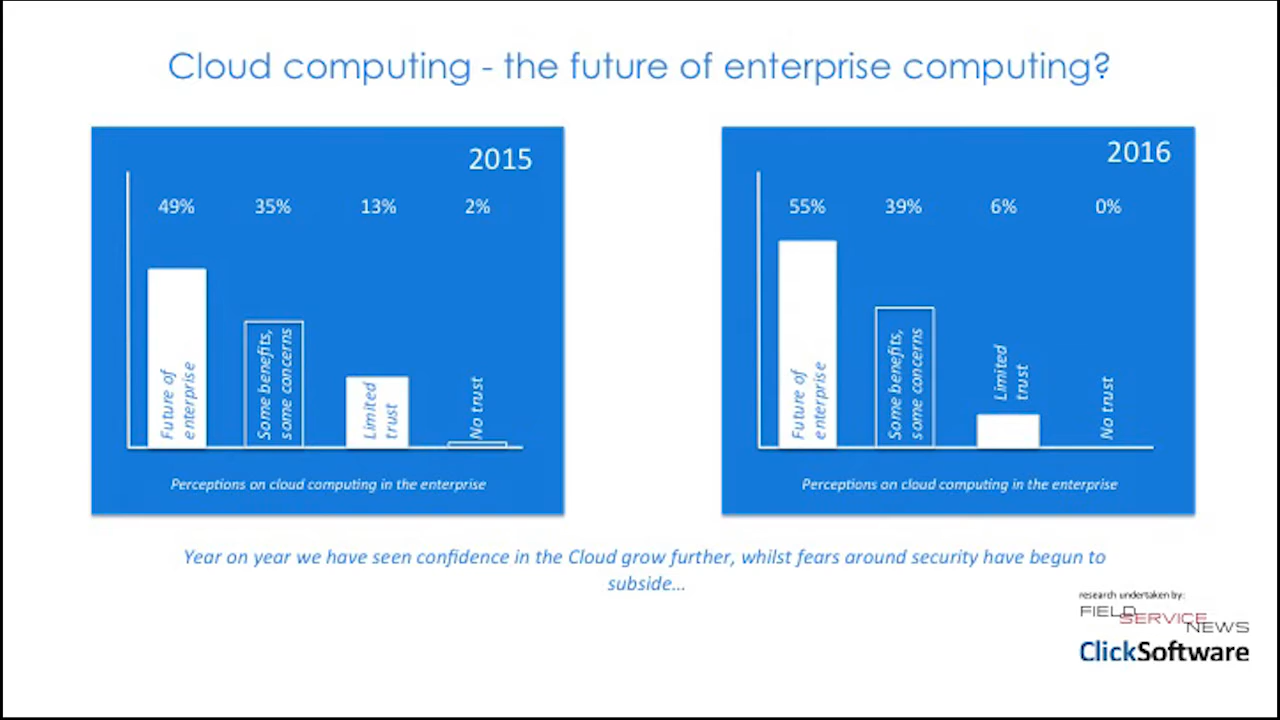 Cloud computing - the future of enterprise computing?
2015
49% 35% 13% 2%
Future of
enterprise
Some benefits,
some concerns
Limited
trust
No trust
Perceptions on cloud computing in the enterprise
2016
55% 39% 6% 0%
Future of
enterprise
Some benefits,
some concerns
Limited
trust
No trust
Perceptions on cloud computing in the enterprise
Year on year we have seen confidence in the Cloud grow further, whilst fears around security have begun to
subside...
research undertaken by:
FIELD
SERVICE
NEWS
ClickSoftware